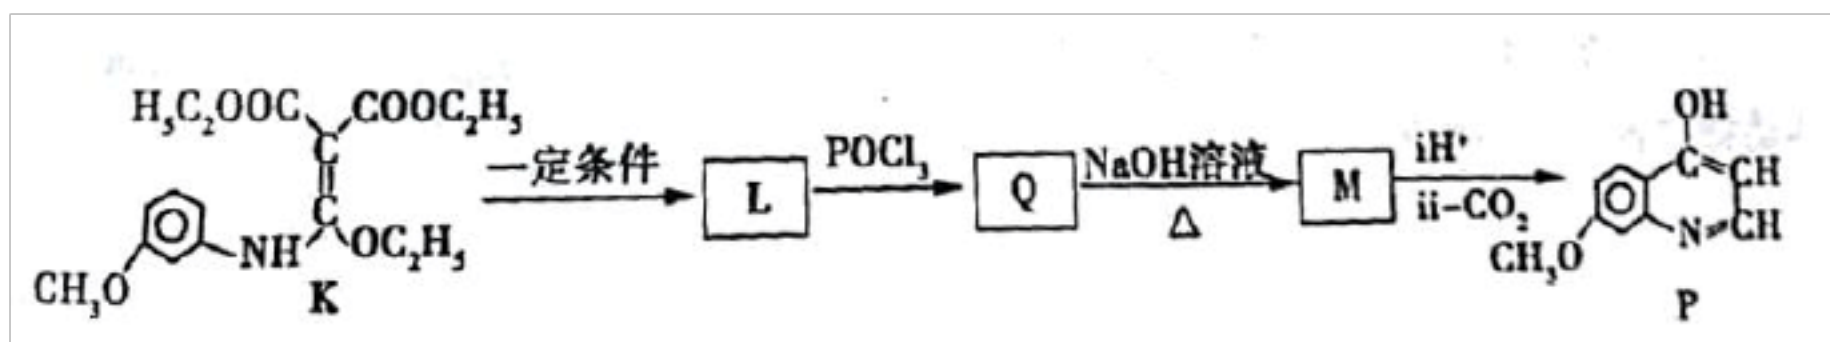 H₅C₂OOC COOC₂H₅
C
C
NH OC₂H₅
CH₃O
K
一定条件
L
POCl₃
Q
NaOH溶液
△
M
iH⁺
ii-CO₂
OH
C CH
N CH
CH₃O
P